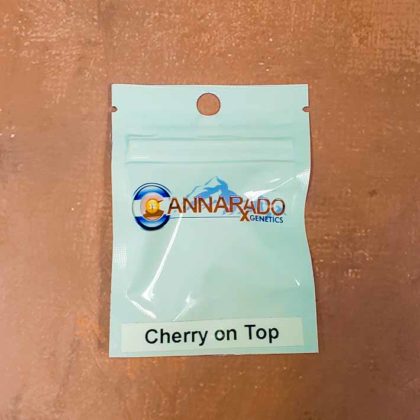 CANNARADO
GENETICS
Cherry on Top